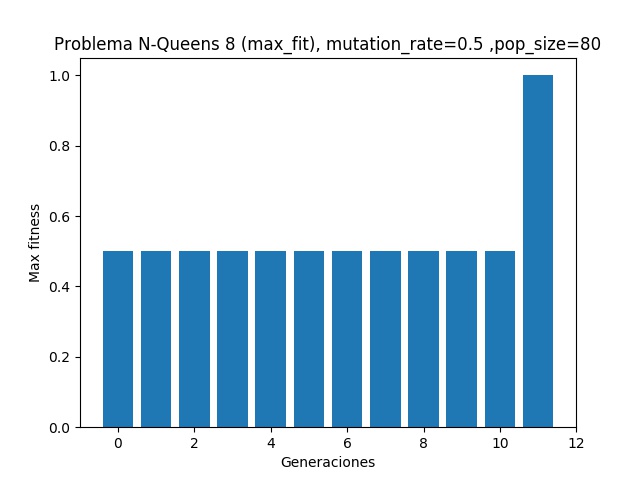 Problema N-Queens 8 (max_fit), mutation_rate=0.5 ,pop_size=80
1.0
0.8
0.6
0.4
0.2
0.0
Max fitness
0 2 4 6 8 10 12
Generaciones